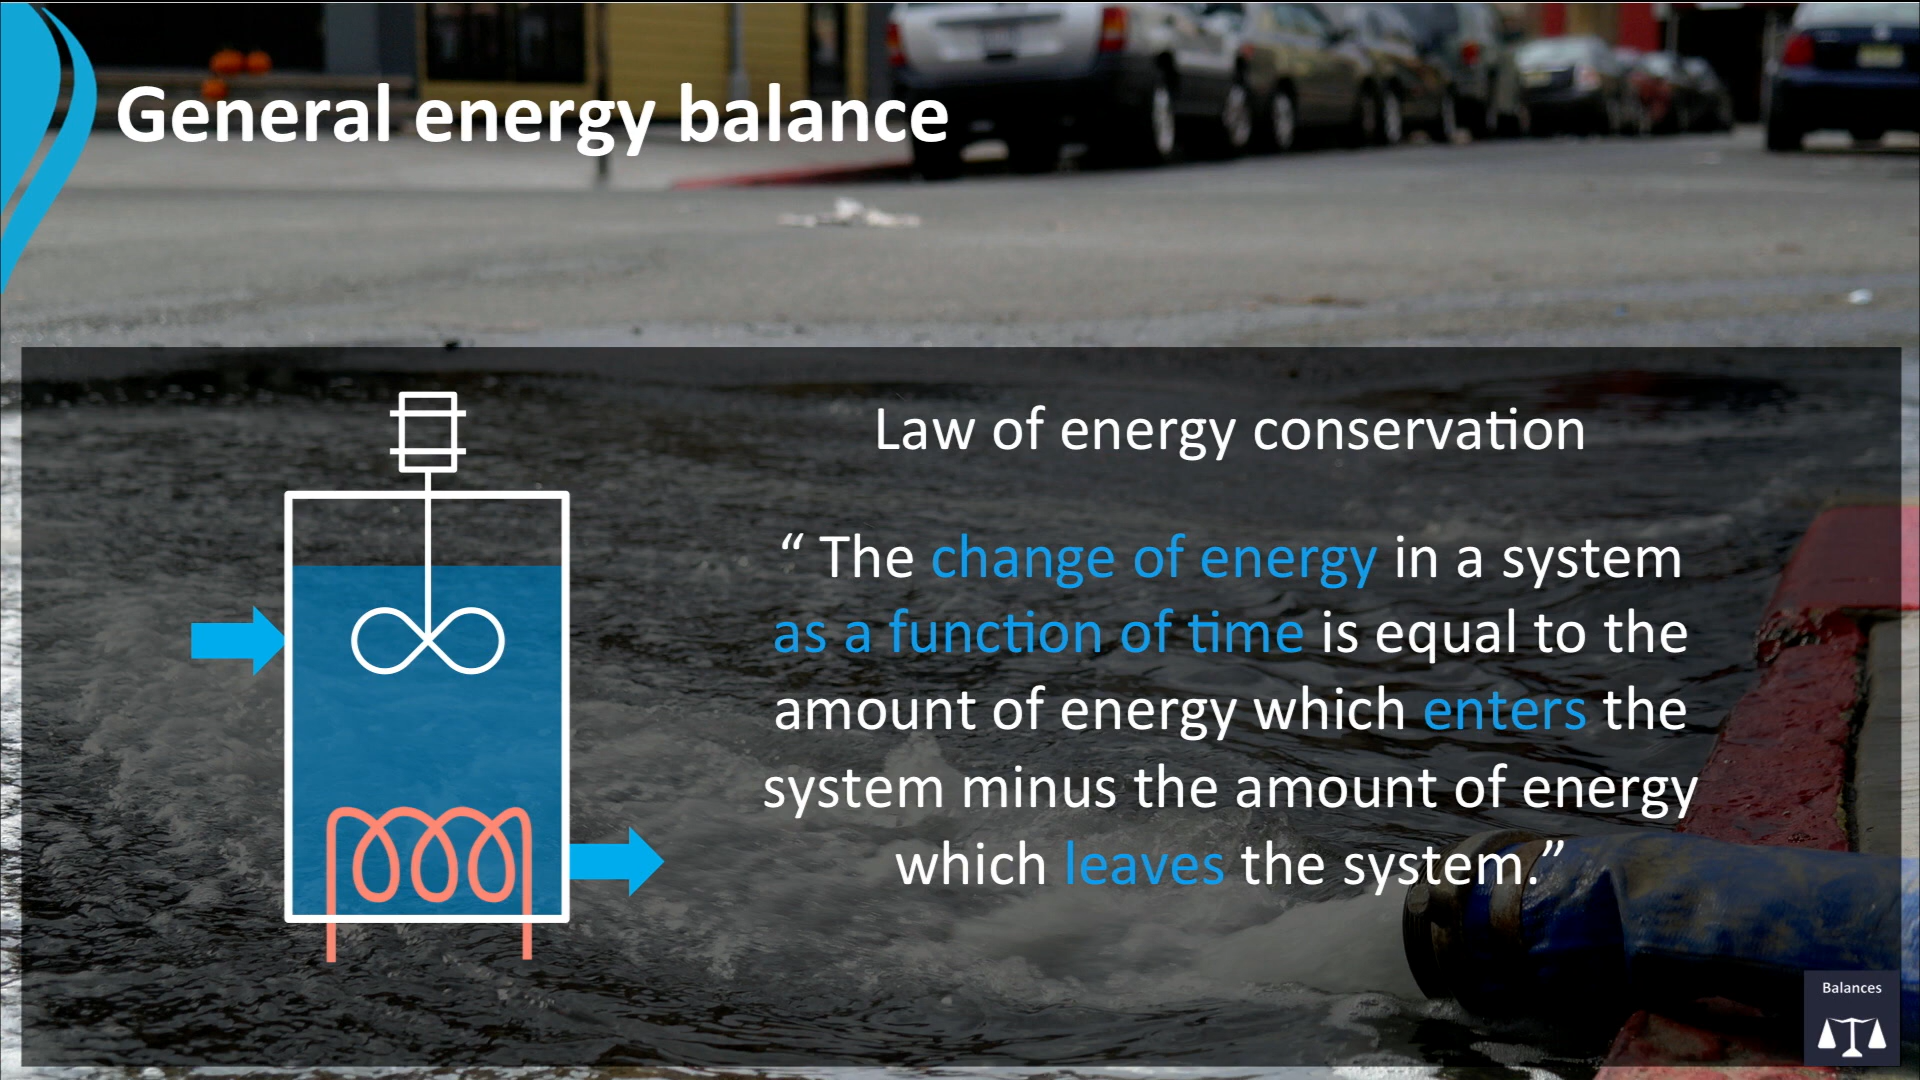 General energy balance
Law of energy conservation
“ The change of energy in a system
as a function of time is equal to the
amount of energy which enters the
system minus the amount of energy
which leaves the system.”
Balances